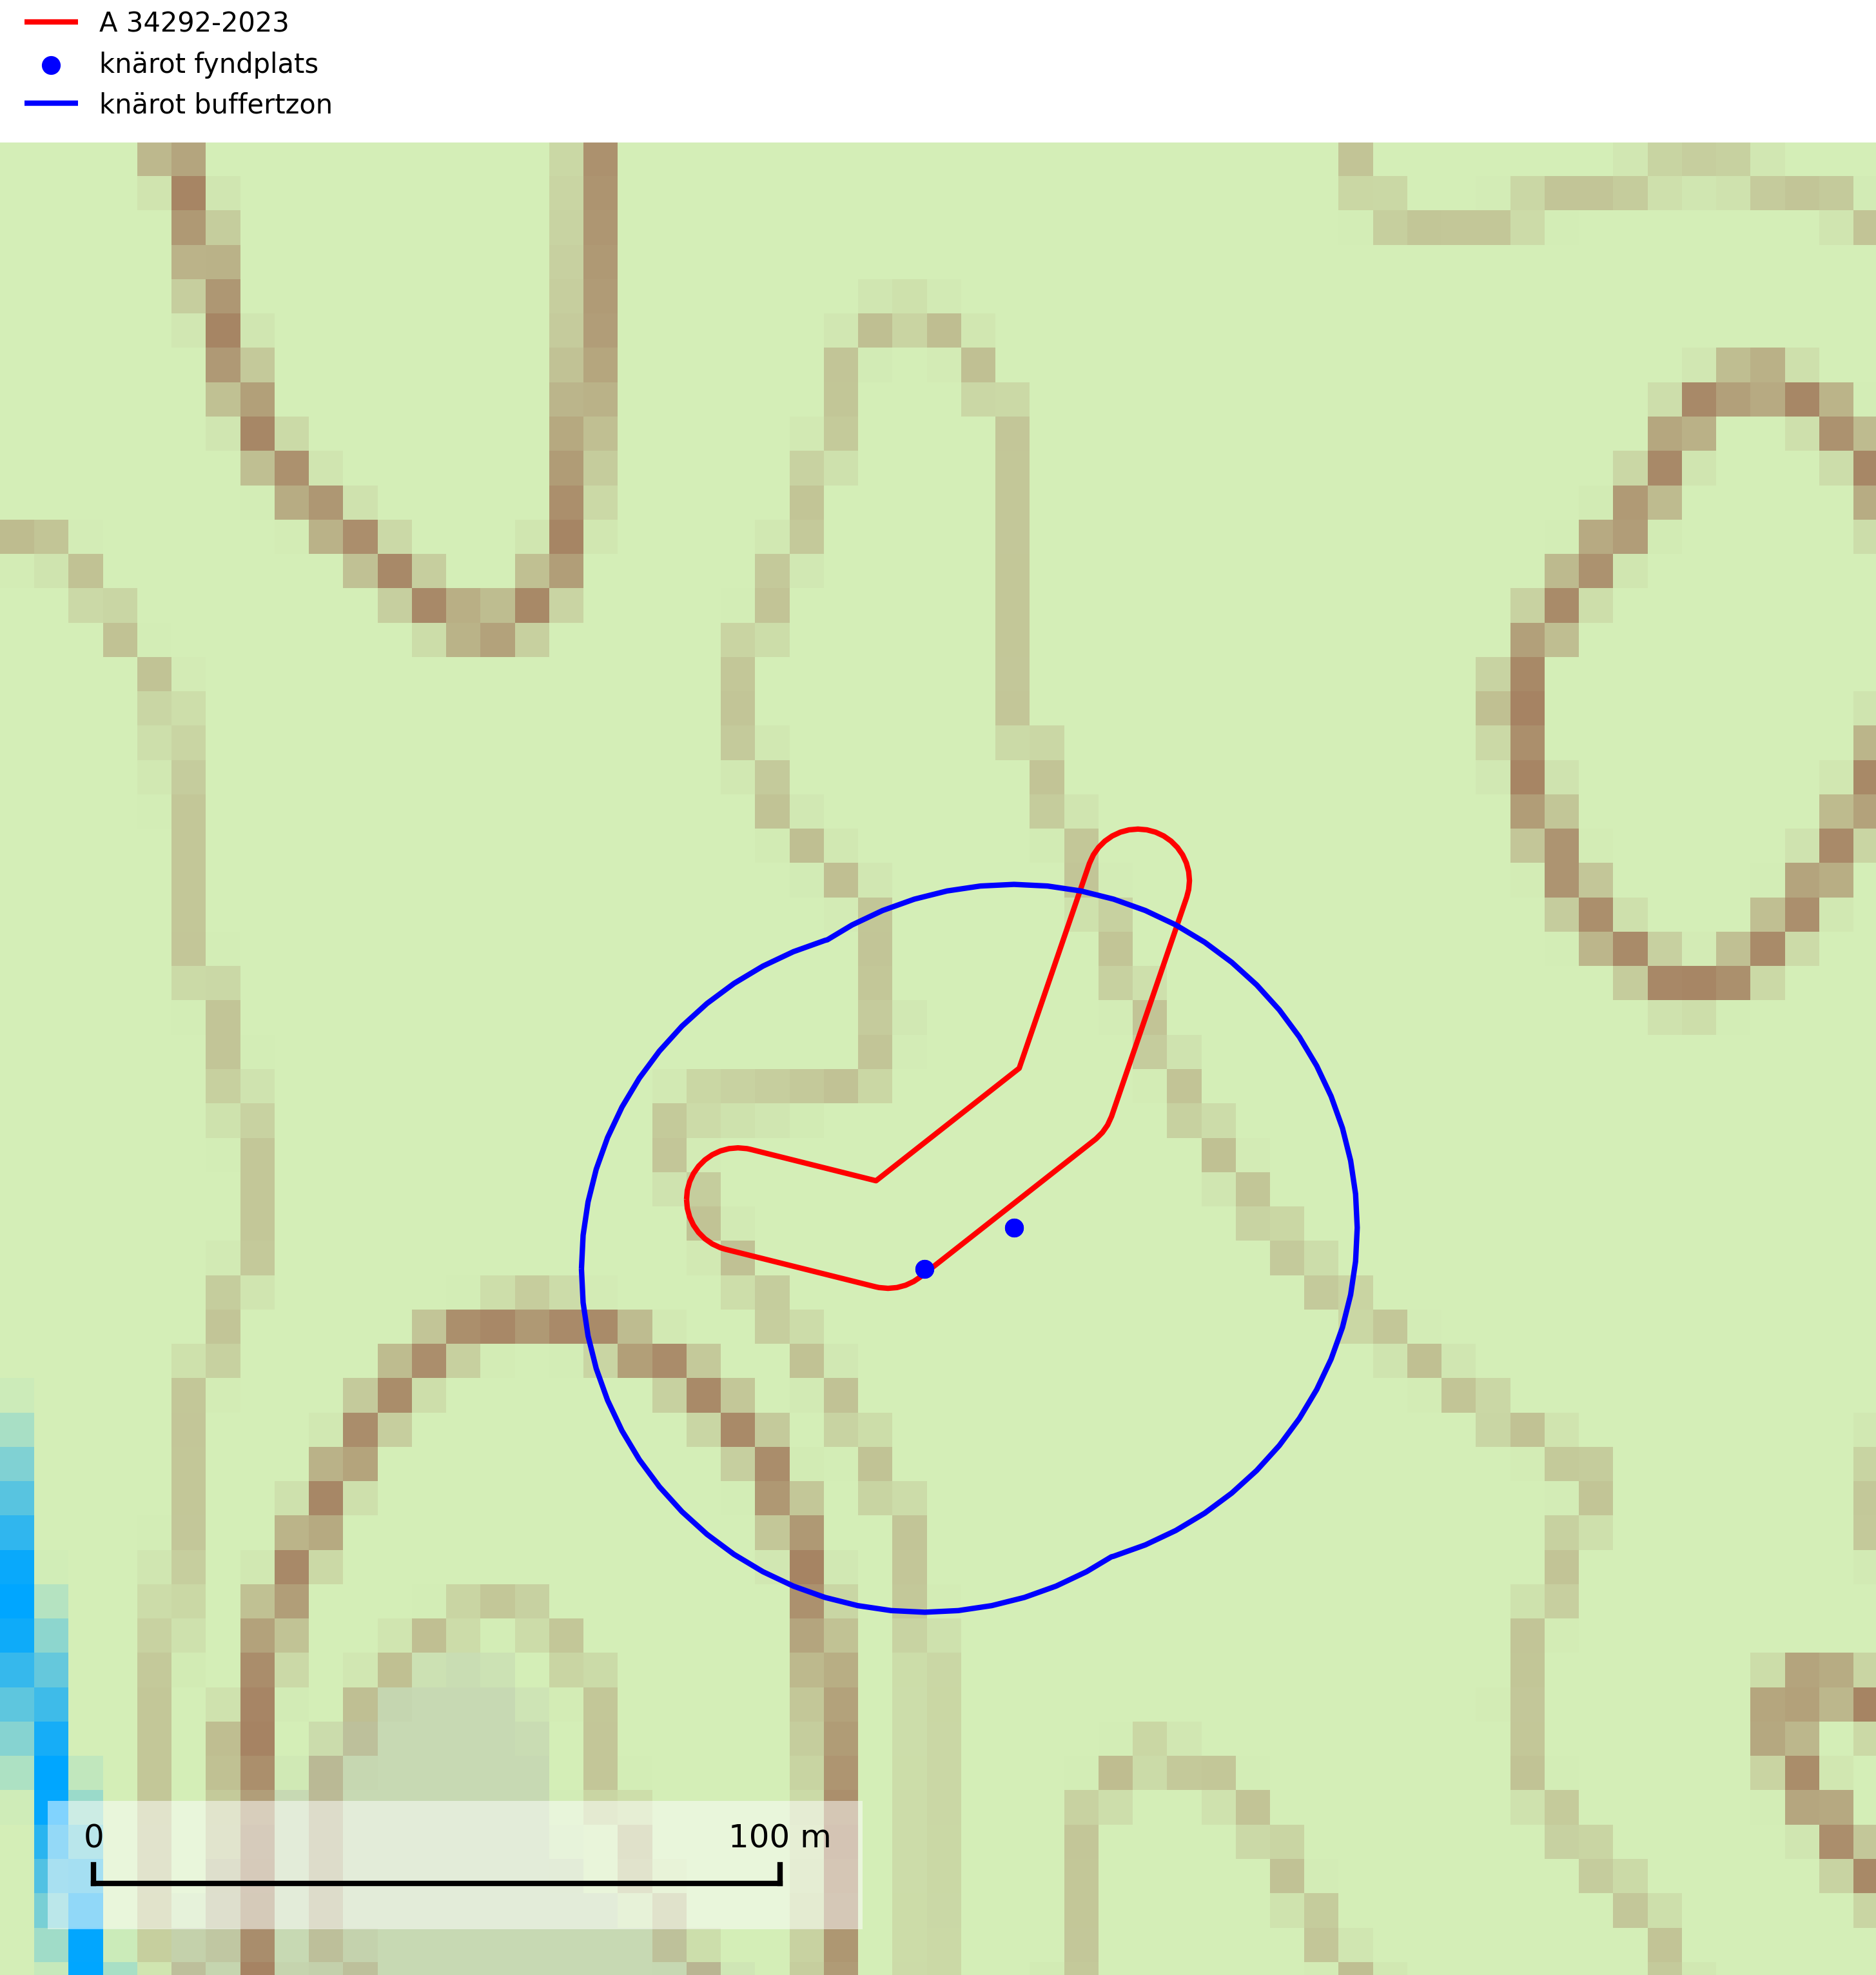 A 34292-2023
knärot fyndplats
knärot buffertzon
0 100 m